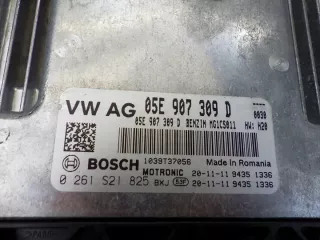 VW AG 05E 907 309 D
0030
05E 907 309 D BENZIN MG1CS011 HW: H20
BOSCH 1039T37056 Made in Romania
MOTRONIC 20-11-11 9435 1336
0 261 S21 825 BXJ 20-11-11 9435 1336